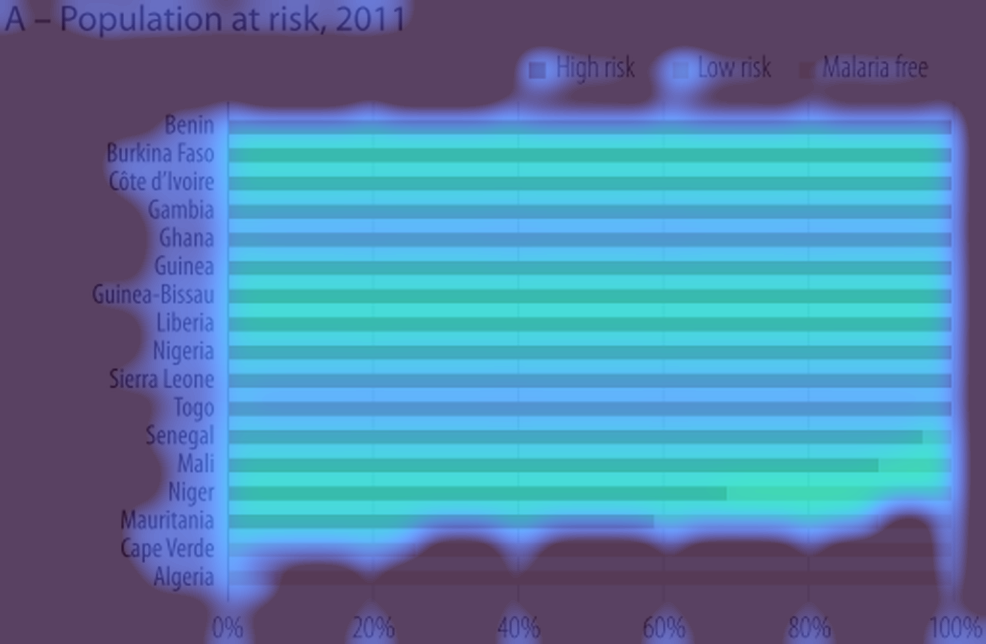 A – Population at risk, 2011
High risk Low risk Malaria free
Benin
Burkina Faso
Côte d'Ivoire
Gambia
Ghana
Guinea
Guinea-Bissau
Liberia
Nigeria
Sierra Leone
Togo
Senegal
Mali
Niger
Mauritania
Cape Verde
Algeria
0% 20% 40% 60% 80% 100%